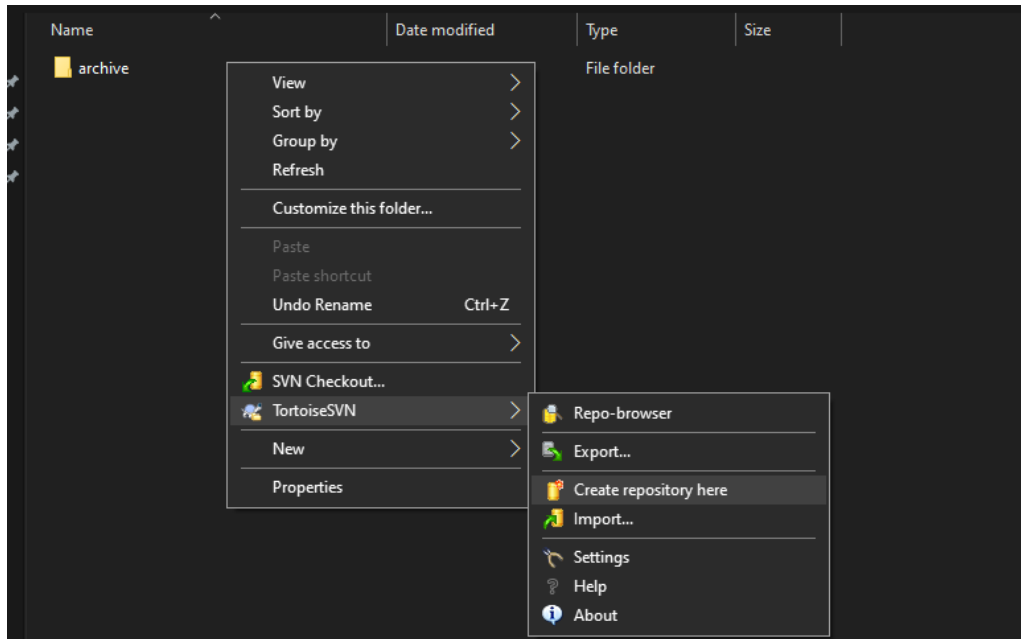 Name Date modified Type Size
archive File folder
View
Sort by
Group by
Refresh
Customize this folder...
Paste
Paste shortcut
Undo Rename Ctrl+Z
Give access to
SVN Checkout...
TortoiseSVN
New
Properties
Repo-browser
Export...
Create repository here
Import...
Settings
Help
About